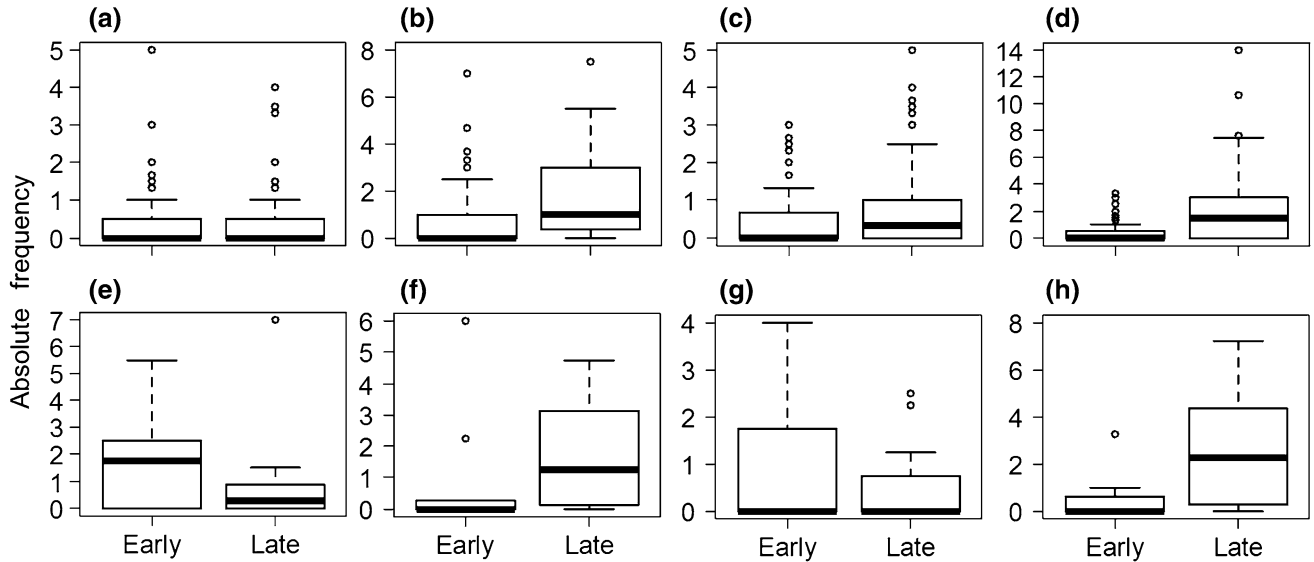 (a) (b) (c) (d)
5 4 3 2 1 0
8 6 4 2 0
5 4 3 2 1 0
14 12 10 8 6 4 2 0
Absolute frequency
(e) (f) (g) (h)
7 6 5 4 3 2 1 0
6 5 4 3 2 1 0
4 3 2 1 0
8 6 4 2 0
Early Late Early Late Early Late Early Late